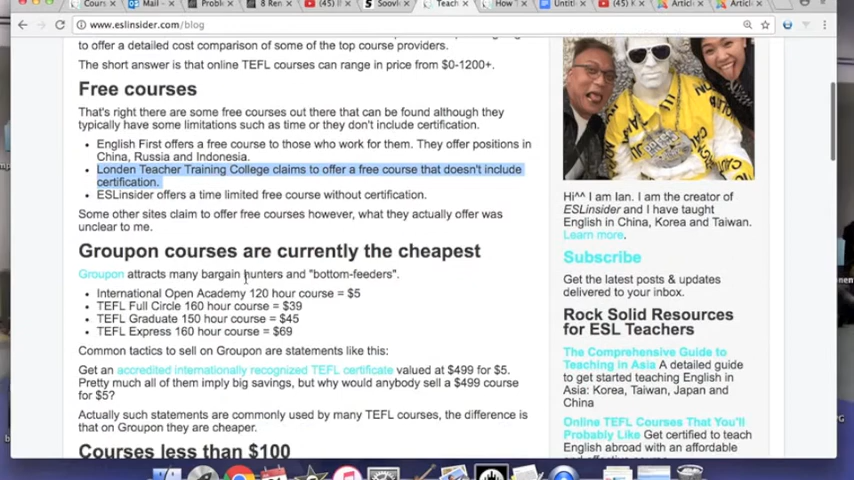 Cours
Mail -
Proble
8 Ren
(45) If
Soovle
Teach
How T
Untitl
(45) K
Article
Article
www.eslinsider.com/blog
to offer a detailed cost comparison of some of the top course providers.
The short answer is that online TEFL courses can range in price from $0-1200+.
Free courses
That's right there are some free courses out there that can be found although they
typically have some limitations such as time or they don't include certification.
English First offers a free course to those who work for them. They offer positions in
China, Russia and Indonesia.
Londen Teacher Training College claims to offer a free course that doesn't include
certification.
ESLinsider offers a time limited free course without certification.
Some other sites claim to offer free courses however, what they actually offer was
unclear to me.
Groupon courses are currently the cheapest
Groupon attracts many bargain hunters and "bottom-feeders".
International Open Academy 120 hour course = $5
TEFL Full Circle 160 hour course = $39
TEFL Graduate 150 hour course = $45
TEFL Express 160 hour course = $69
Common tactics to sell on Groupon are statements like this:
Get an accredited internationally recognized TEFL certificate valued at $499 for $5.
Pretty much all of them imply big savings, but why would anybody sell a $499 course
for $5?
Actually such statements are commonly used by many TEFL courses, the difference is
that on Groupon they are cheaper.
Courses less than $100
Hi^^ I am Ian. I am the creator of
ESLinsider and I have taught
English in China, Korea and Taiwan.
Learn more.
Subscribe
Get the latest posts & updates
delivered to your inbox.
Rock Solid Resources
for ESL Teachers
The Comprehensive Guide to
Teaching in Asia A detailed guide
to get started teaching English in
Asia: Korea, Taiwan, Japan and
China
Online TEFL Courses That You'll
Probably Like Get certified to teach
English abroad with an affordable